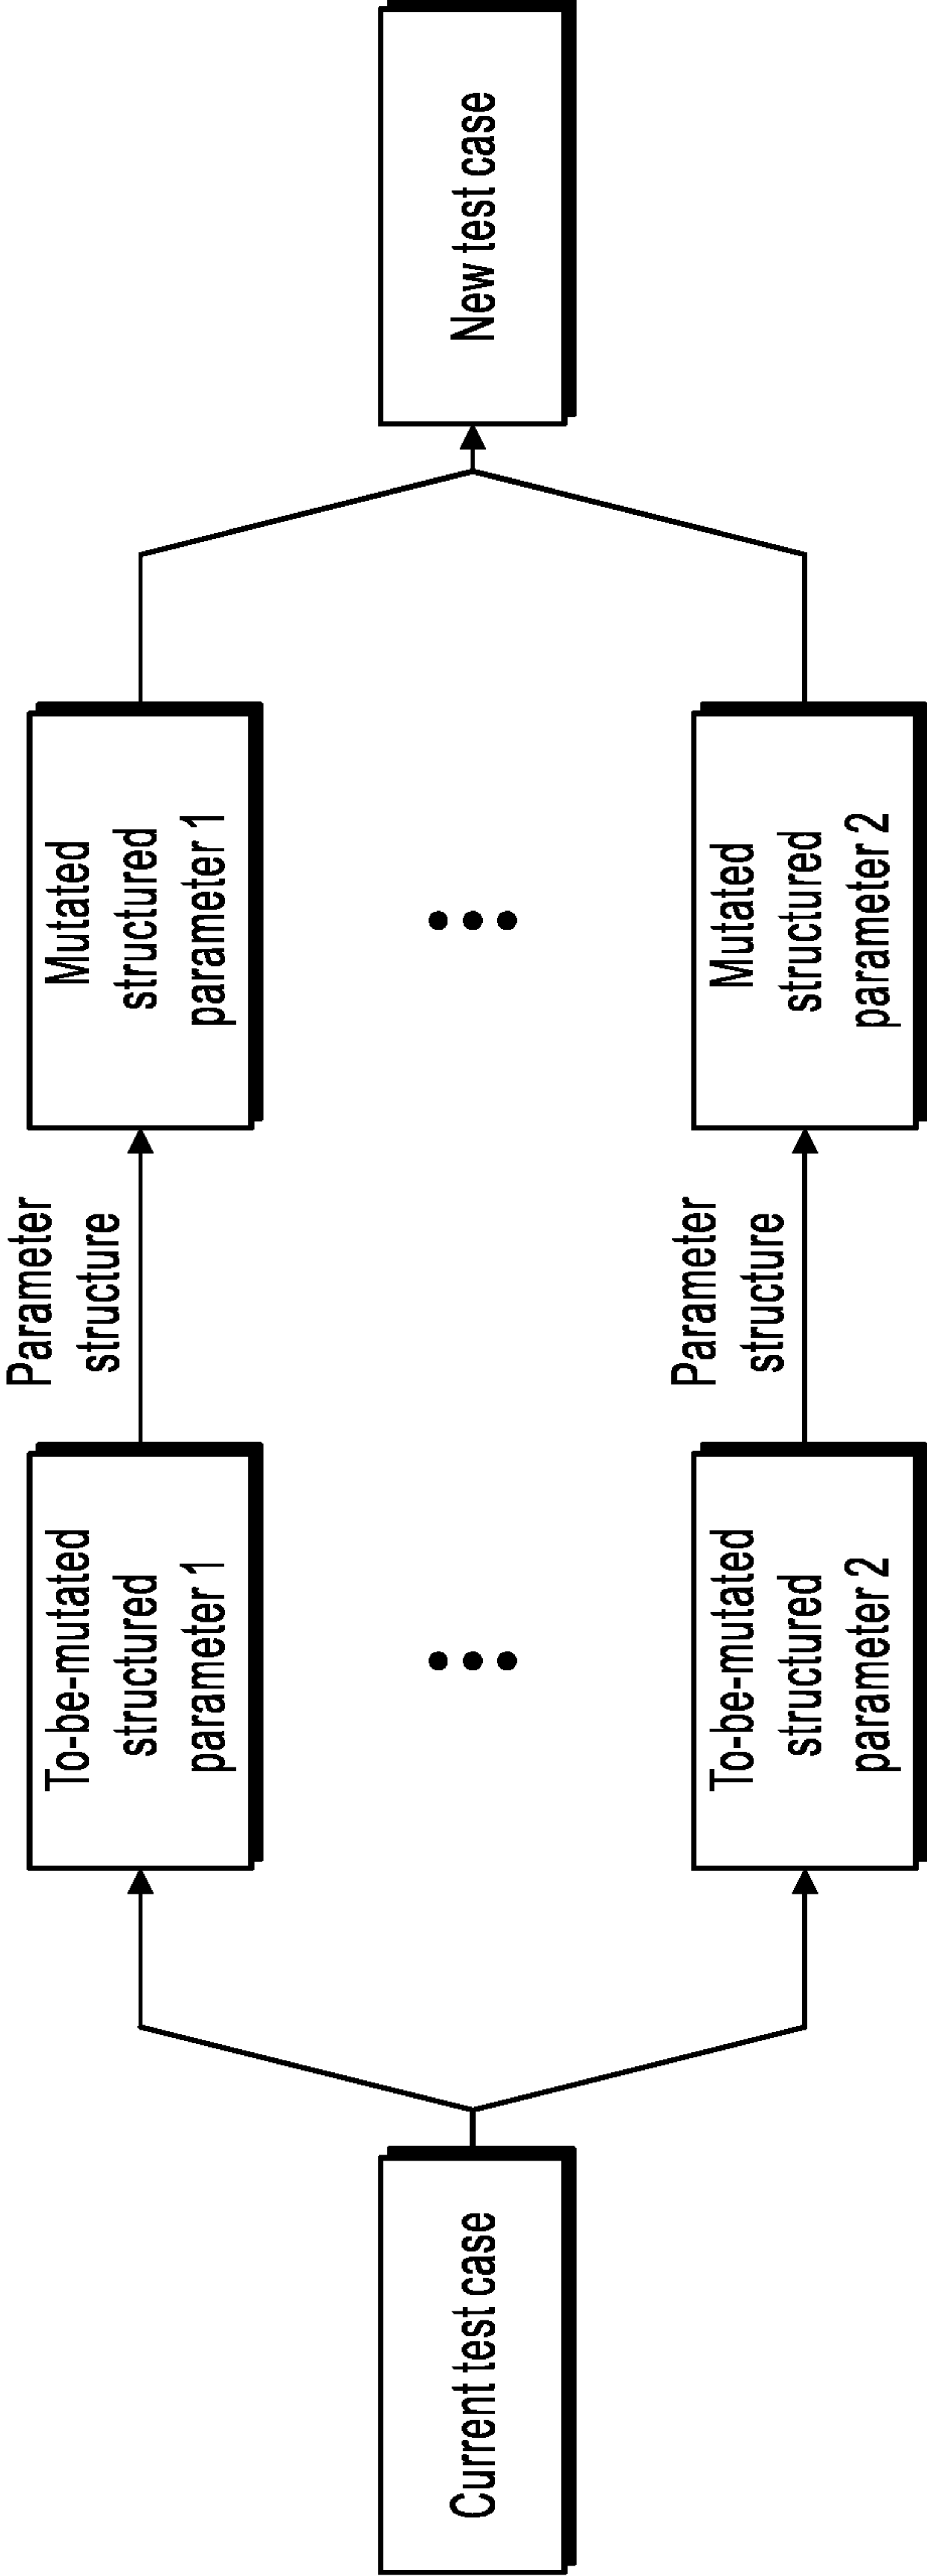 Current test case
To-be-mutated
structured
parameter 1
Parameter
structure
Mutated
structured
parameter 1
To-be-mutated
structured
parameter 2
Parameter
structure
Mutated
structured
parameter 2
New test case